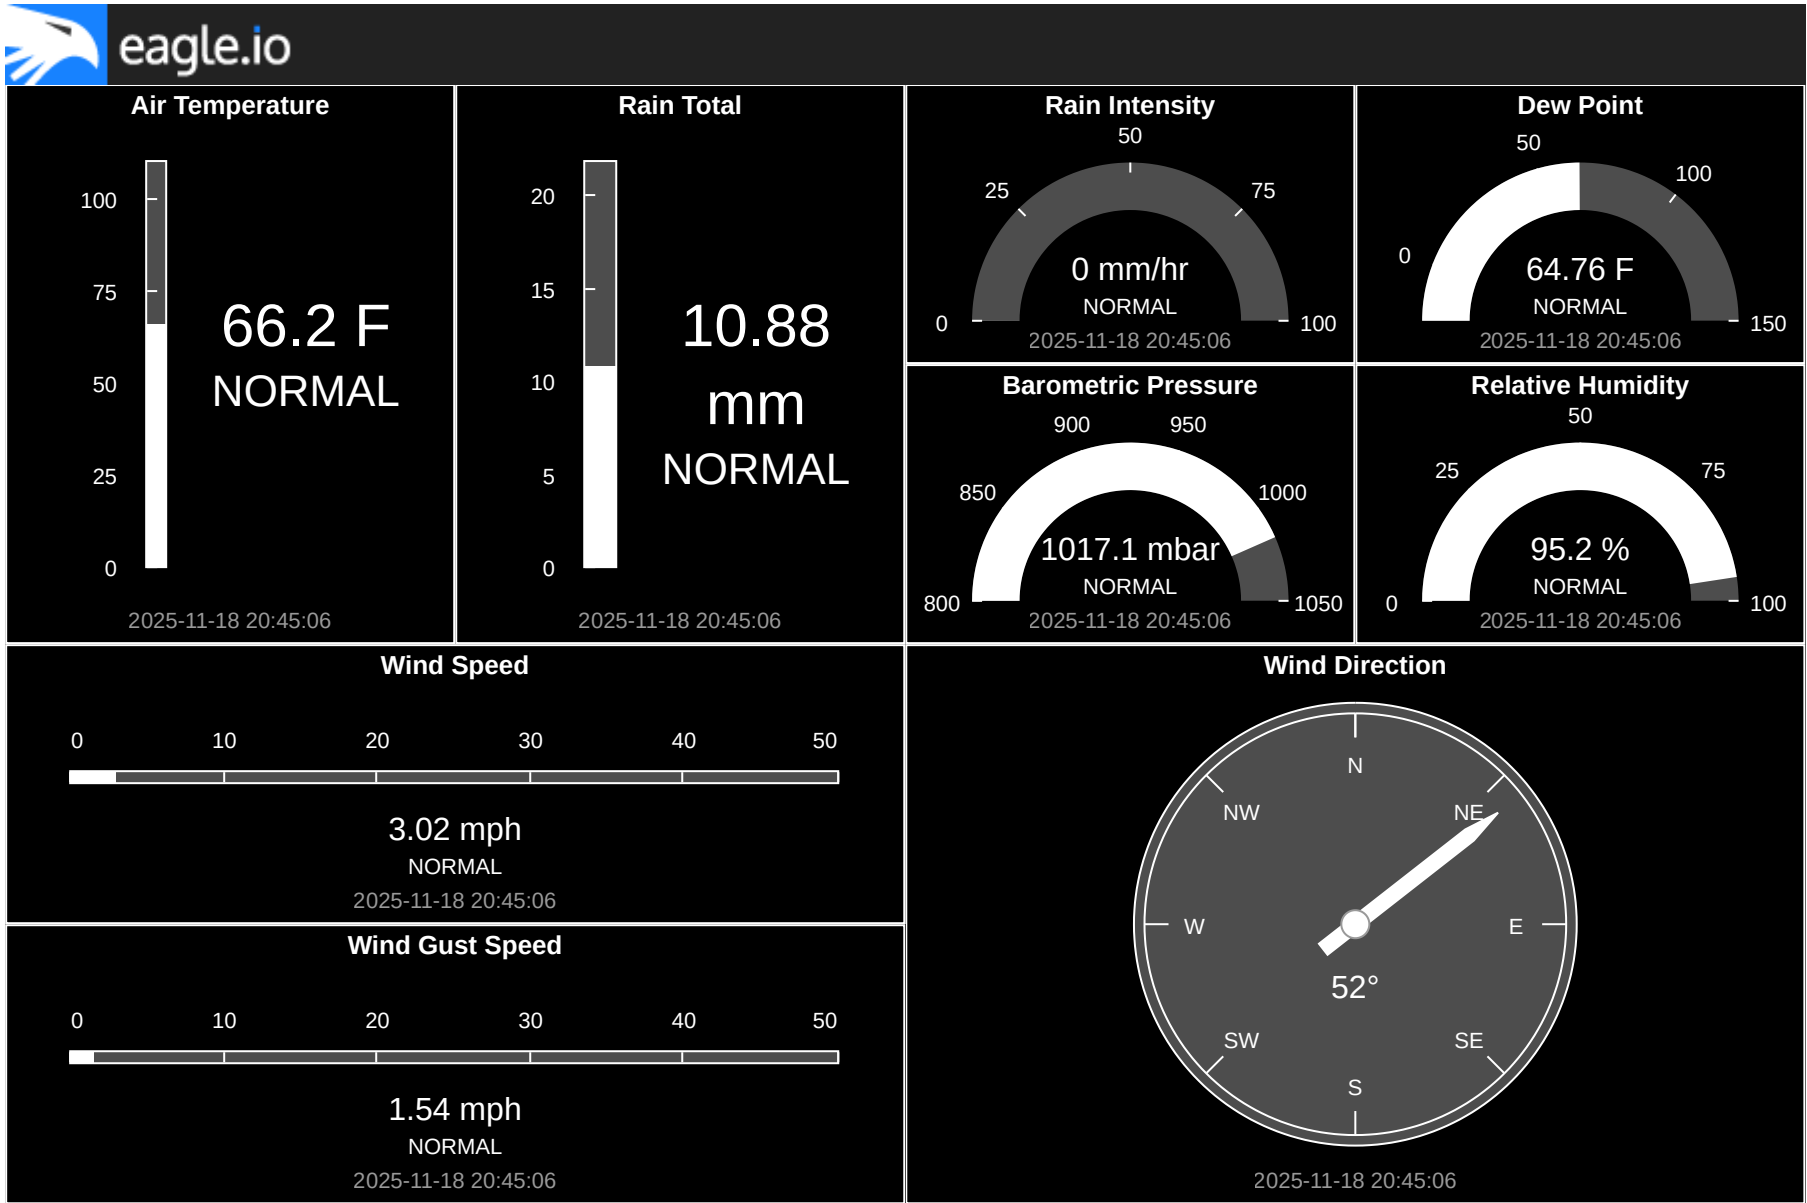 eagle.io
Air Temperature
100
75
50
25
0
66.2 F
NORMAL
2025-11-18 20:45:06
Rain Total
20
15
10
5
0
10.88
mm
NORMAL
2025-11-18 20:45:06
Rain Intensity
0
25
50
75
100
0 mm/hr
NORMAL
2025-11-18 20:45:06
Dew Point
0
50
100
150
64.76 F
NORMAL
2025-11-18 20:45:06
Barometric Pressure
800
850
900
950
1000
1050
1017.1 mbar
NORMAL
2025-11-18 20:45:06
Relative Humidity
0
25
50
75
100
95.2 %
NORMAL
2025-11-18 20:45:06
Wind Speed
0 10 20 30 40 50
3.02 mph
NORMAL
2025-11-18 20:45:06
Wind Gust Speed
0 10 20 30 40 50
1.54 mph
NORMAL
2025-11-18 20:45:06
Wind Direction
N
NW NE
W E
52°
SW SE
S
2025-11-18 20:45:06